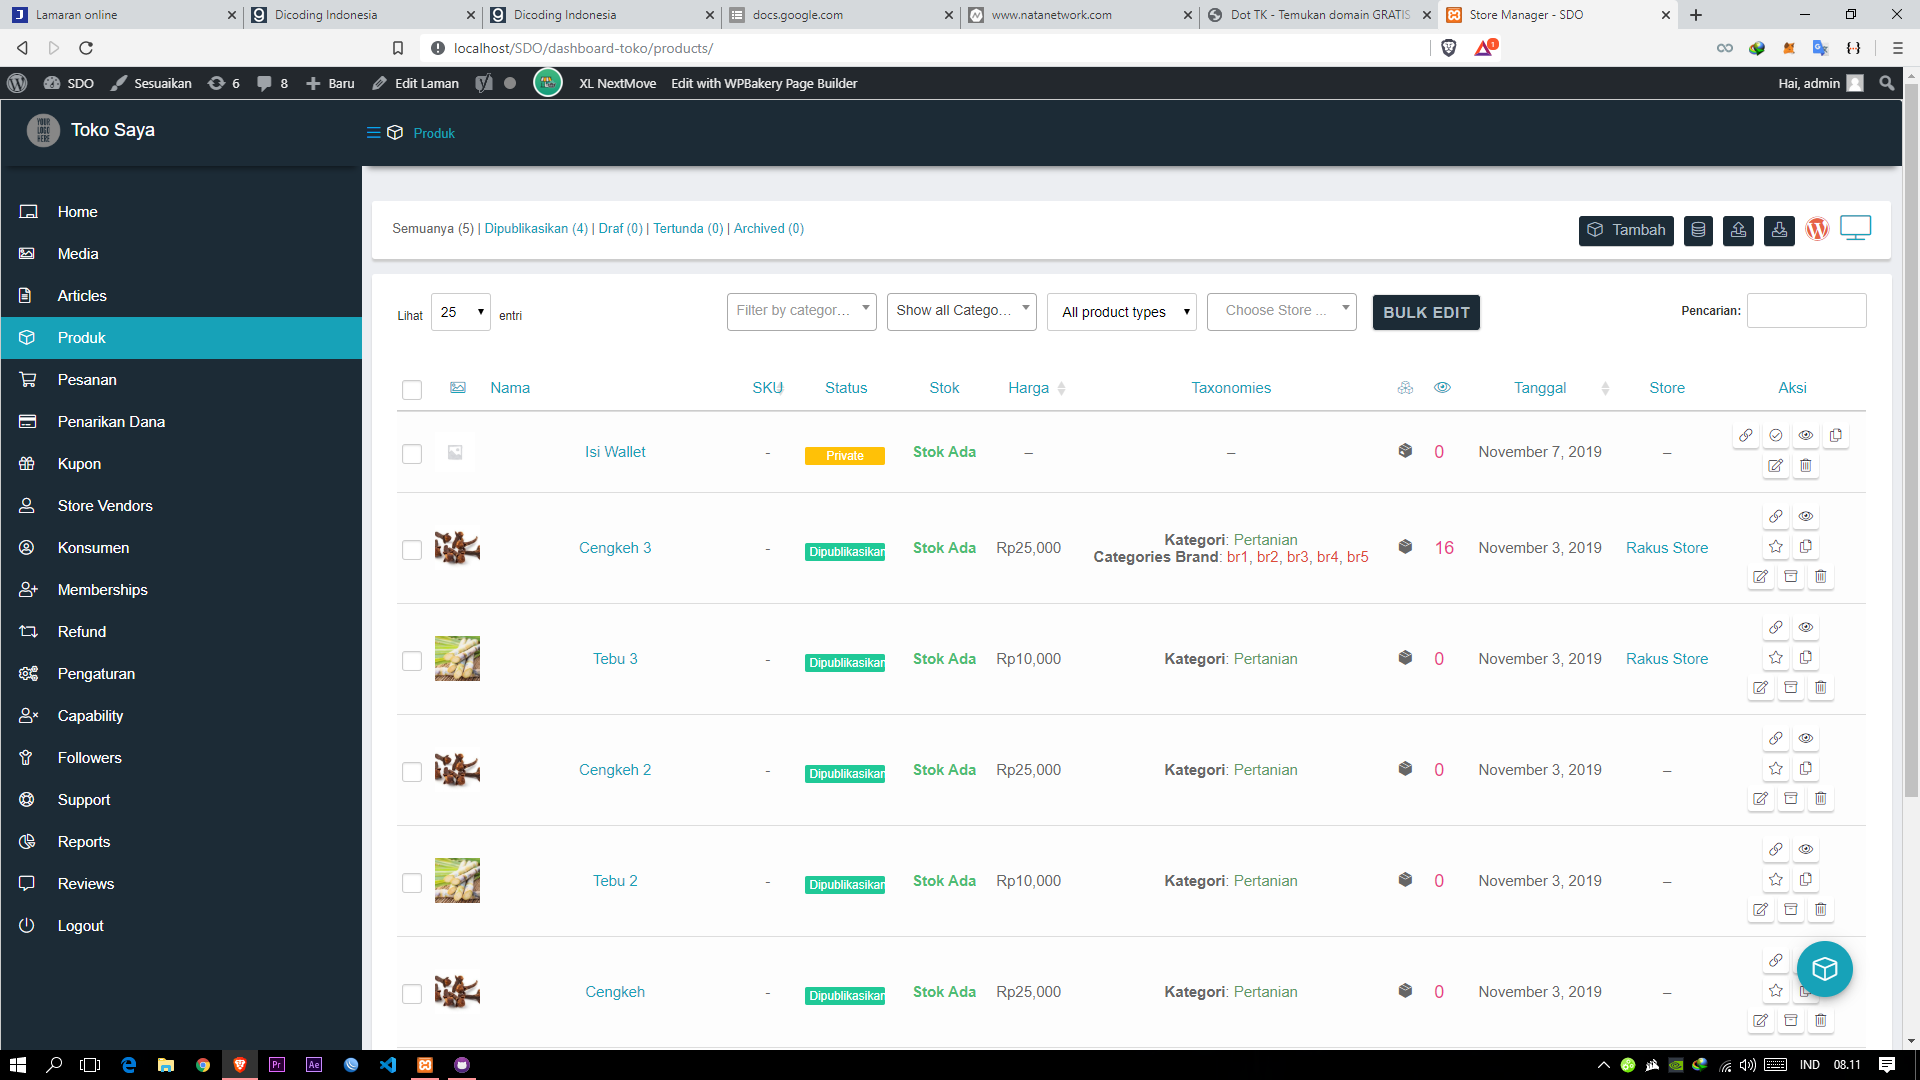 Lamaran online
Dicoding Indonesia
Dicoding Indonesia
docs.google.com
www.natanetwork.com
Dot TK - Temukan domain GRATIS
Store Manager - SDO
localhost/SDO/dashboard-toko/products/
1
SDO
Sesuaikan
6
8
Baru
Edit Laman
XL NextMove
Edit with WPBakery Page Builder
Hai, admin
YOUR LOGO HERE
Toko Saya
Produk
Home
Media
Articles
Produk
Pesanan
Penarikan Dana
Kupon
Store Vendors
Konsumen
Memberships
Refund
Pengaturan
Capability
Followers
Support
Reports
Reviews
Logout
Semuanya (5) | Dipublikasikan (4) | Draf (0) | Tertunda (0) | Archived (0)
Tambah
Lihat 25 entri
Filter by categor...
Show all Catego...
All product types
Choose Store ...
BULK EDIT
Pencarian:
Nama SKU Status Stok Harga Taxonomies Tanggal Store Aksi
Isi Wallet - Private Stok Ada – – 0 November 7, 2019 –
Cengkeh 3 - Dipublikasikan Stok Ada Rp25,000 Kategori: Pertanian
Categories Brand: br1, br2, br3, br4, br5
16 November 3, 2019 Rakus Store
Tebu 3 - Dipublikasikan Stok Ada Rp10,000 Kategori: Pertanian 0 November 3, 2019 Rakus Store
Cengkeh 2 - Dipublikasikan Stok Ada Rp25,000 Kategori: Pertanian 0 November 3, 2019 –
Tebu 2 - Dipublikasikan Stok Ada Rp10,000 Kategori: Pertanian 0 November 3, 2019 –
Cengkeh - Dipublikasikan Stok Ada Rp25,000 Kategori: Pertanian 0 November 3, 2019 –
Pr
Ae
IND
08.11